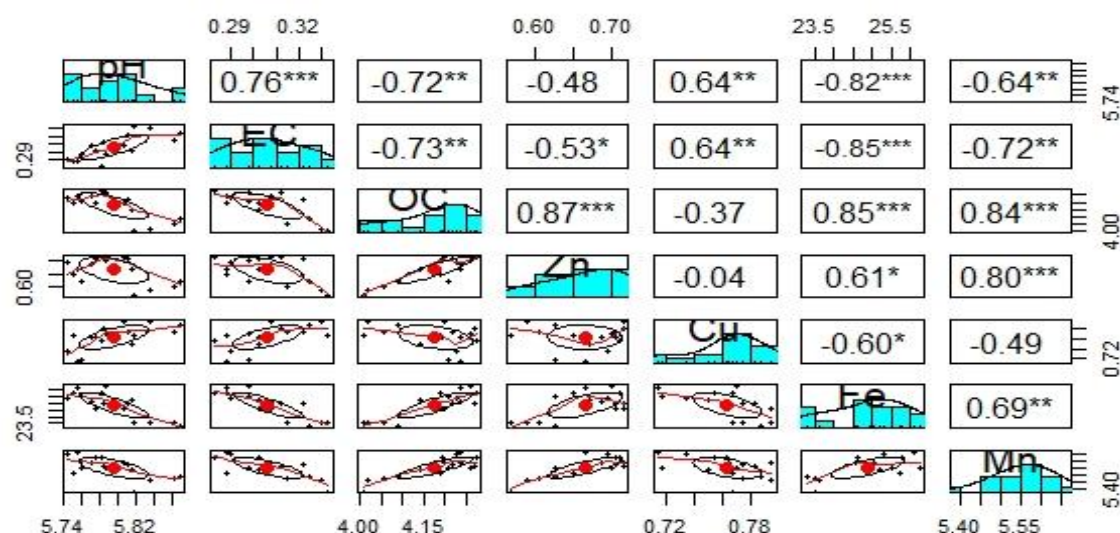 0.29 0.32 0.60 0.70 23.5 25.5
pH 0.76*** -0.72** -0.48 0.64** -0.82*** -0.64** 5.74
0.29 EC -0.73** -0.53* 0.64** -0.85*** -0.72**
OC 0.87*** -0.37 0.85*** 0.84*** 4.00
0.60 Zn -0.04 0.61* 0.80***
Cu -0.60* -0.49 0.72
23.5 Fe 0.69**
Mn 5.40
5.74 5.82 4.00 4.15 0.72 0.78 5.40 5.55